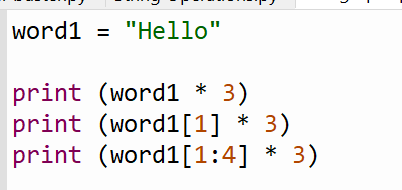 word1 = "Hello"
print (word1 * 3)
print (word1[1] * 3)
print (word1[1:4] * 3)